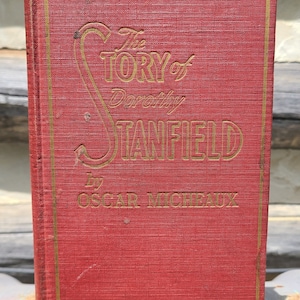 The
STORY of
Dorothy
STANFIELD
by
OSCAR MICHEAUX